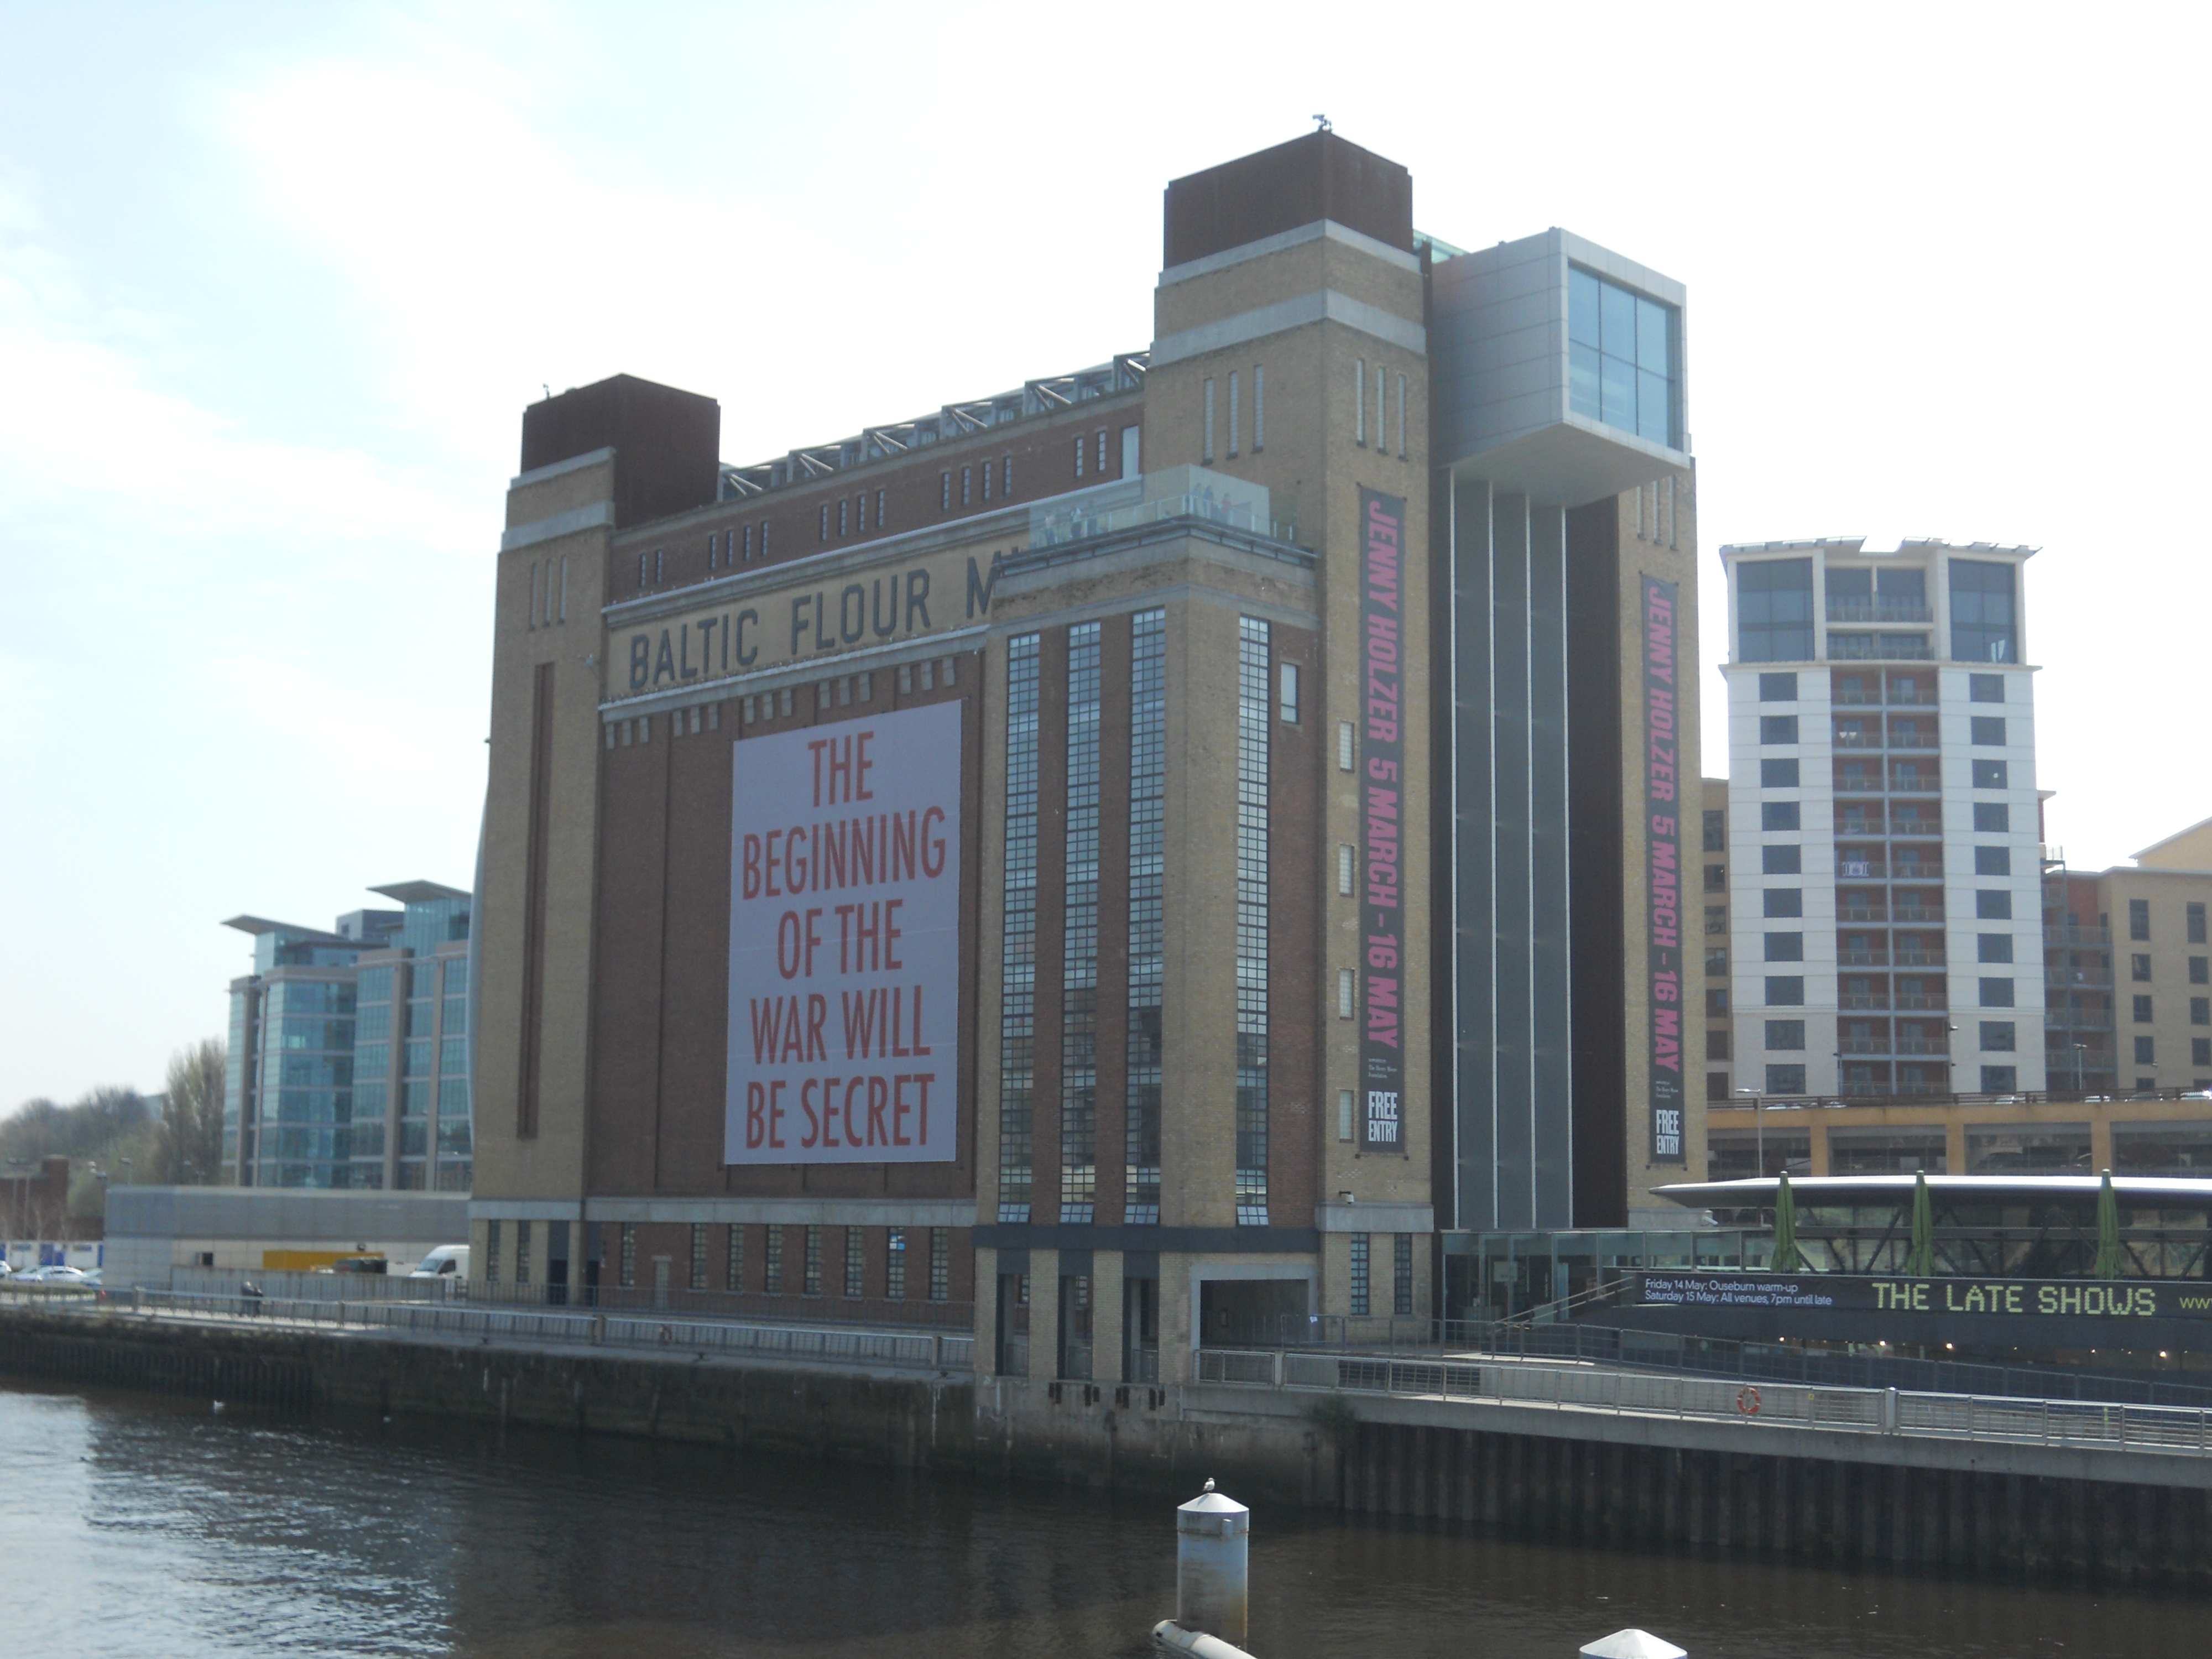 BALTIC FLOUR M
THE
BEGINNING
OF THE
WAR WILL
BE SECRET
JENNY HOLZER 5 MARCH - 16 MAY
FREE
ENTRY
JENNY HOLZER 5 MARCH - 16 MAY
FREE
ENTRY
Friday 14 May: Ouseburn warm-up
Saturday 15 May: All venues, 7pm until late
THE LATE SHOWS
www